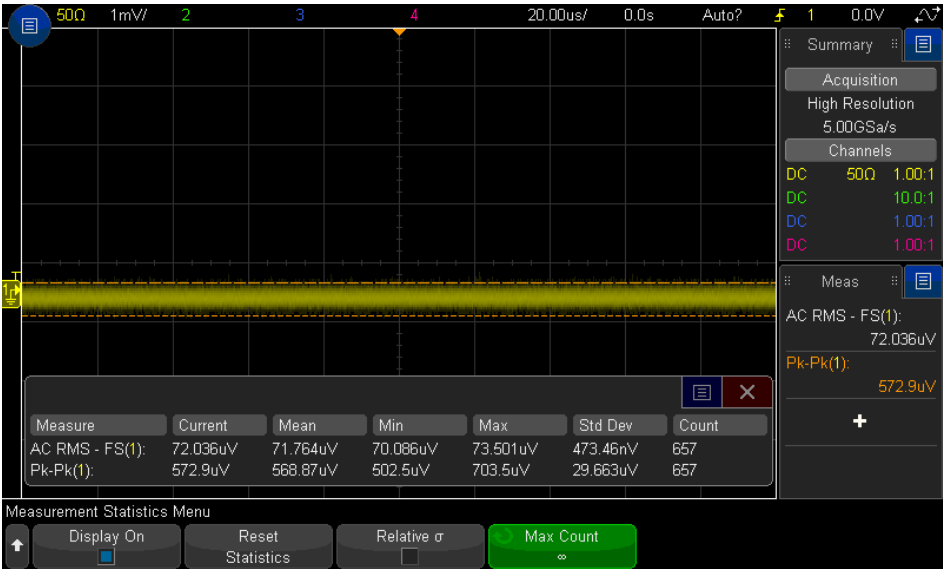 50Ω 1mV/ 2 3 4 20.00us/ 0.0s Auto? 1 0.0V
Summary
Acquisition
High Resolution
5.00GSa/s
Channels
DC 50Ω 1.00:1
DC 10.0:1
DC 1.00:1
DC 1.00:1
T
1
Meas
AC RMS - FS(1):
72.036uV
Pk-Pk(1):
572.9uV
+
Measure Current Mean Min Max Std Dev Count
AC RMS - FS(1): 72.036uV 71.764uV 70.086uV 73.501uV 473.46nV 657
Pk-Pk(1): 572.9uV 568.87uV 502.5uV 703.5uV 29.663uV 657
Measurement Statistics Menu
Display On
Reset
Statistics
Relative σ
Max Count
∞